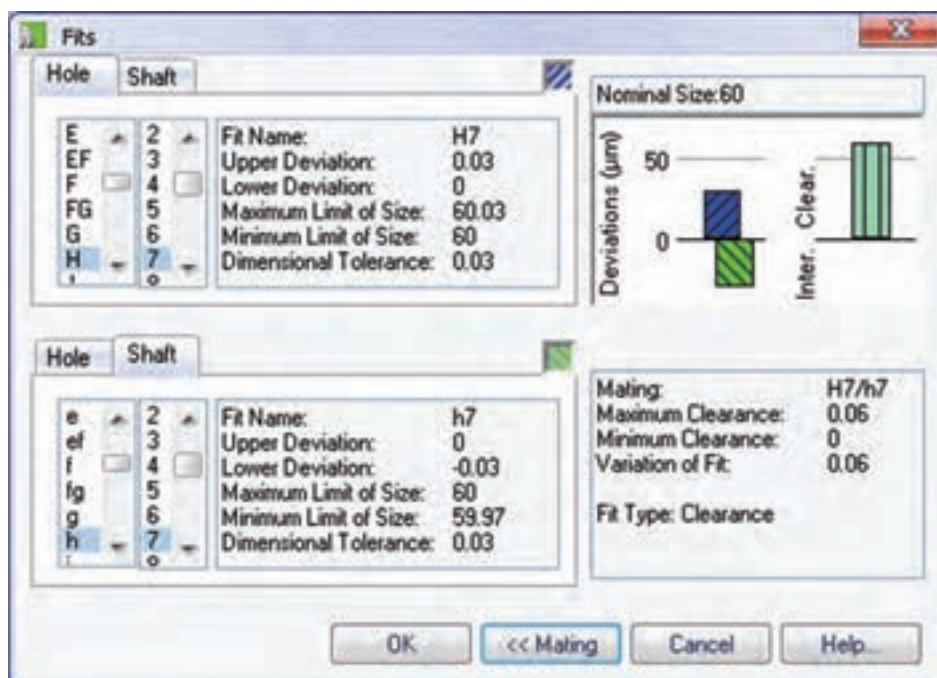 Fits
Hole Shaft
E 2
EF 3
F 4
FG 5
G 6
H 7
Fit Name: H7
Upper Deviation: 0.03
Lower Deviation: 0
Maximum Limit of Size: 60.03
Minimum Limit of Size: 60
Dimensional Tolerance: 0.03
Nominal Size:60
Deviations (μm)
50
0
Inter. Clear.
Hole Shaft
e 2
ef 3
f 4
fg 5
g 6
h 7
Fit Name: h7
Upper Deviation: 0
Lower Deviation: -0.03
Maximum Limit of Size: 60
Minimum Limit of Size: 59.97
Dimensional Tolerance: 0.03
Mating: H7/h7
Maximum Clearance: 0.06
Minimum Clearance: 0
Variation of Fit: 0.06
Fit Type: Clearance
OK << Mating Cancel Help...